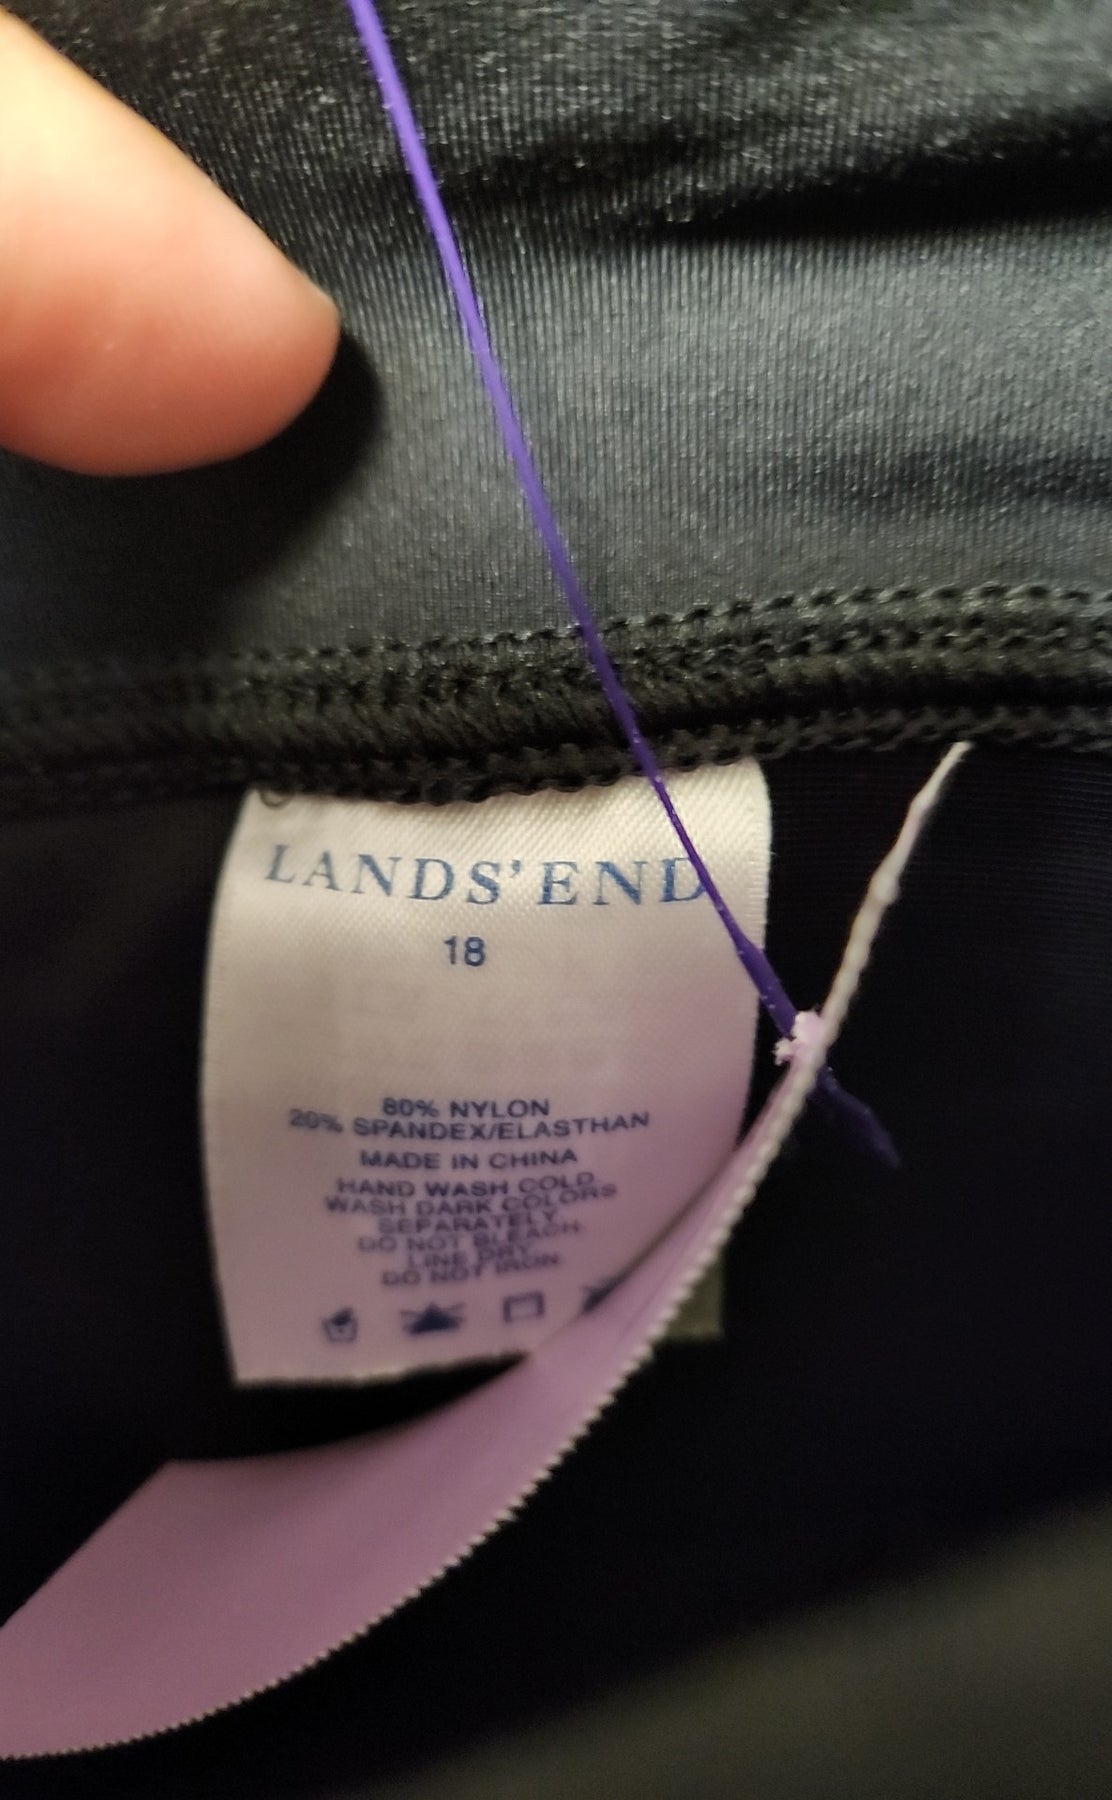 LANDS' END
18
80% NYLON
20% SPANDEX/ELASTHAN
MADE IN CHINA
HAND WASH COLD
WASH DARK COLORS
SEPARATELY
DO NOT BLEACH
LINE DRY
DO NOT IRON